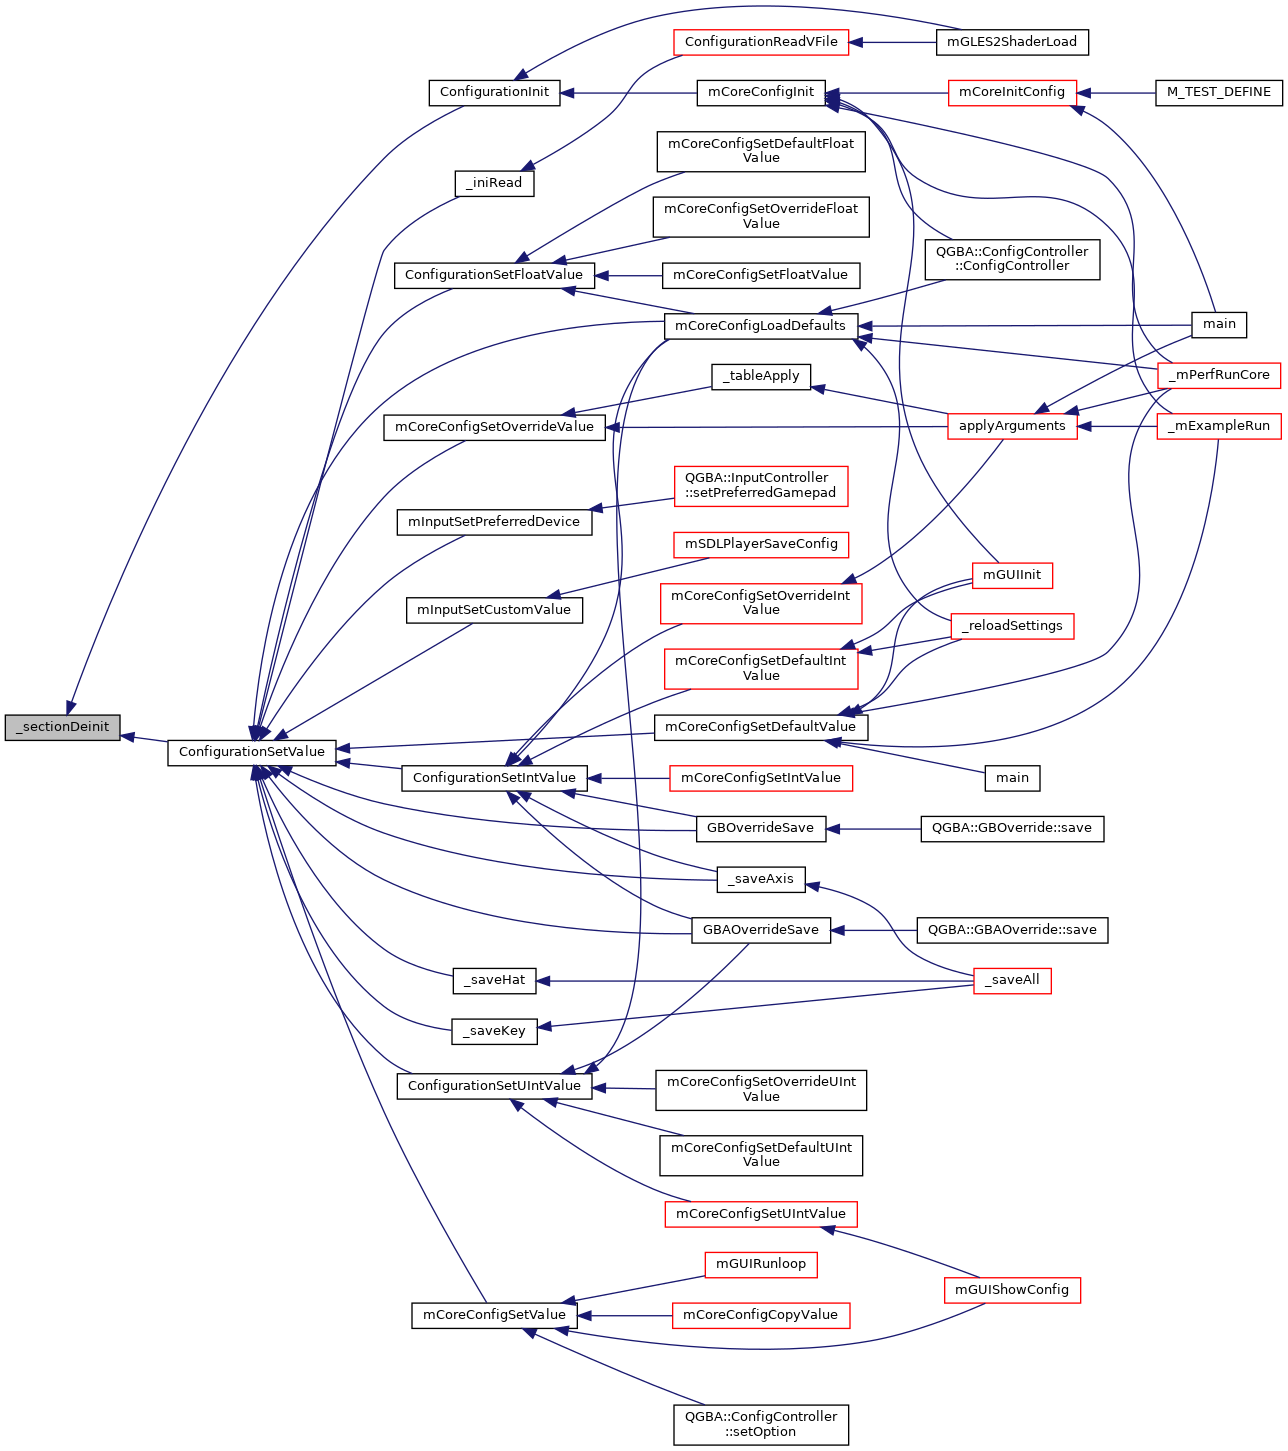 ConfigurationReadVFile
mGLES2ShaderLoad
ConfigurationInit
mCoreConfigInit
mCoreInitConfig
M_TEST_DEFINE
mCoreConfigSetDefaultFloat
Value
_iniRead
mCoreConfigSetOverrideFloat
Value
QGBA::ConfigController
::ConfigController
ConfigurationSetFloatValue
mCoreConfigSetFloatValue
mCoreConfigLoadDefaults
main
_tableApply
_mPerfRunCore
mCoreConfigSetOverrideValue
applyArguments
_mExampleRun
QGBA::InputController
::setPreferredGamepad
mInputSetPreferredDevice
mSDLPlayerSaveConfig
mGUIInit
mInputSetCustomValue
mCoreConfigSetOverrideInt
Value
_reloadSettings
mCoreConfigSetDefaultInt
Value
_sectionDeinit
mCoreConfigSetDefaultValue
ConfigurationSetValue
ConfigurationSetIntValue
mCoreConfigSetIntValue
main
GBOverrideSave
QGBA::GBOverride::save
_saveAxis
GBAOverrideSave
QGBA::GBAOverride::save
_saveHat
_saveAll
_saveKey
ConfigurationSetUIntValue
mCoreConfigSetOverrideUInt
Value
mCoreConfigSetDefaultUInt
Value
mCoreConfigSetUIntValue
mGUIRunloop
mGUIShowConfig
mCoreConfigSetValue
mCoreConfigCopyValue
QGBA::ConfigController
::setOption